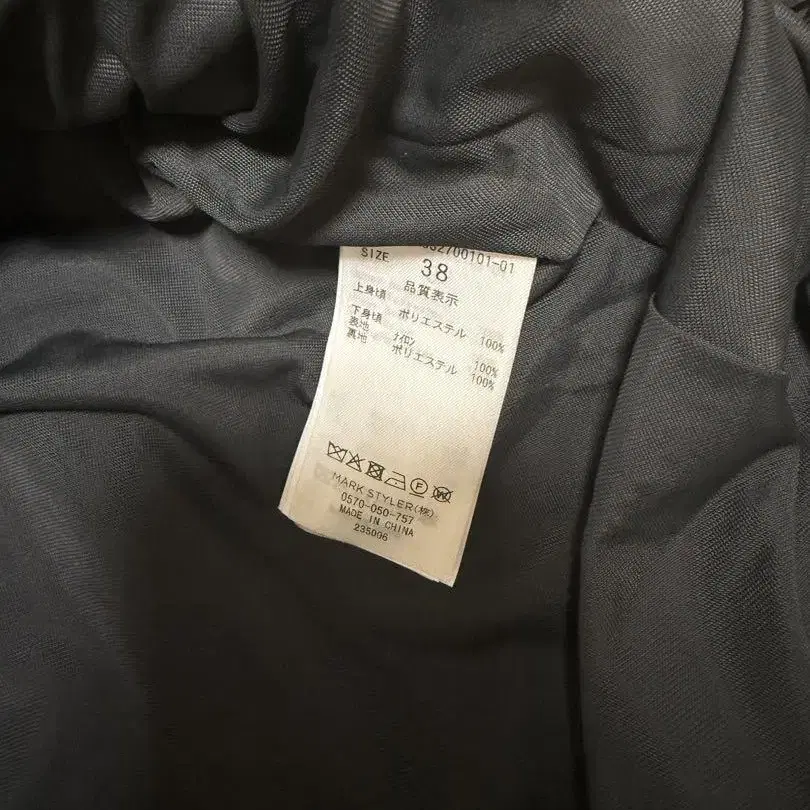 2700101-01
SIZE 38
品質表示
上身頃 ポリエステル 100%
下身頃
表地 ナイロン 100%
裏地 ポリエステル 100%
MARK STYLER(株)
0570-050-757
MADE IN CHINA
235006